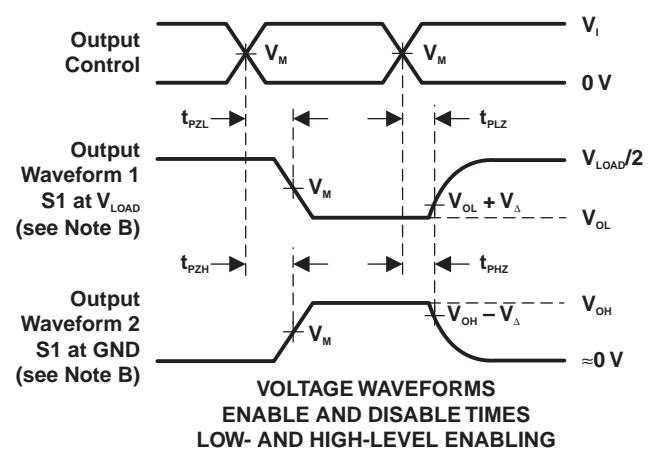 Output
Control
V_M
V_M
V_I
0 V
t_PZL
t_PLZ
Output
Waveform 1
S1 at V_LOAD
(see Note B)
V_M
V_OL + V_Δ
V_LOAD/2
V_OL
t_PZH
t_PHZ
Output
Waveform 2
S1 at GND
(see Note B)
V_M
V_OH – V_Δ
V_OH
≈0 V
VOLTAGE WAVEFORMS
ENABLE AND DISABLE TIMES
LOW- AND HIGH-LEVEL ENABLING